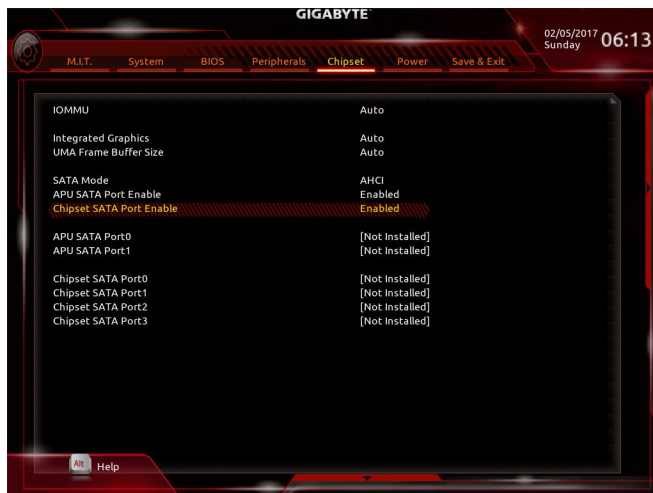 GIGABYTE™
02/05/2017 06:13
Sunday
M.I.T. System BIOS Peripherals Chipset Power Save & Exit
IOMMU Auto
Integrated Graphics Auto
UMA Frame Buffer Size Auto
SATA Mode AHCI
APU SATA Port Enable Enabled
Chipset SATA Port Enable Enabled
APU SATA Port0 [Not Installed]
APU SATA Port1 [Not Installed]
Chipset SATA Port0 [Not Installed]
Chipset SATA Port1 [Not Installed]
Chipset SATA Port2 [Not Installed]
Chipset SATA Port3 [Not Installed]
Alt Help